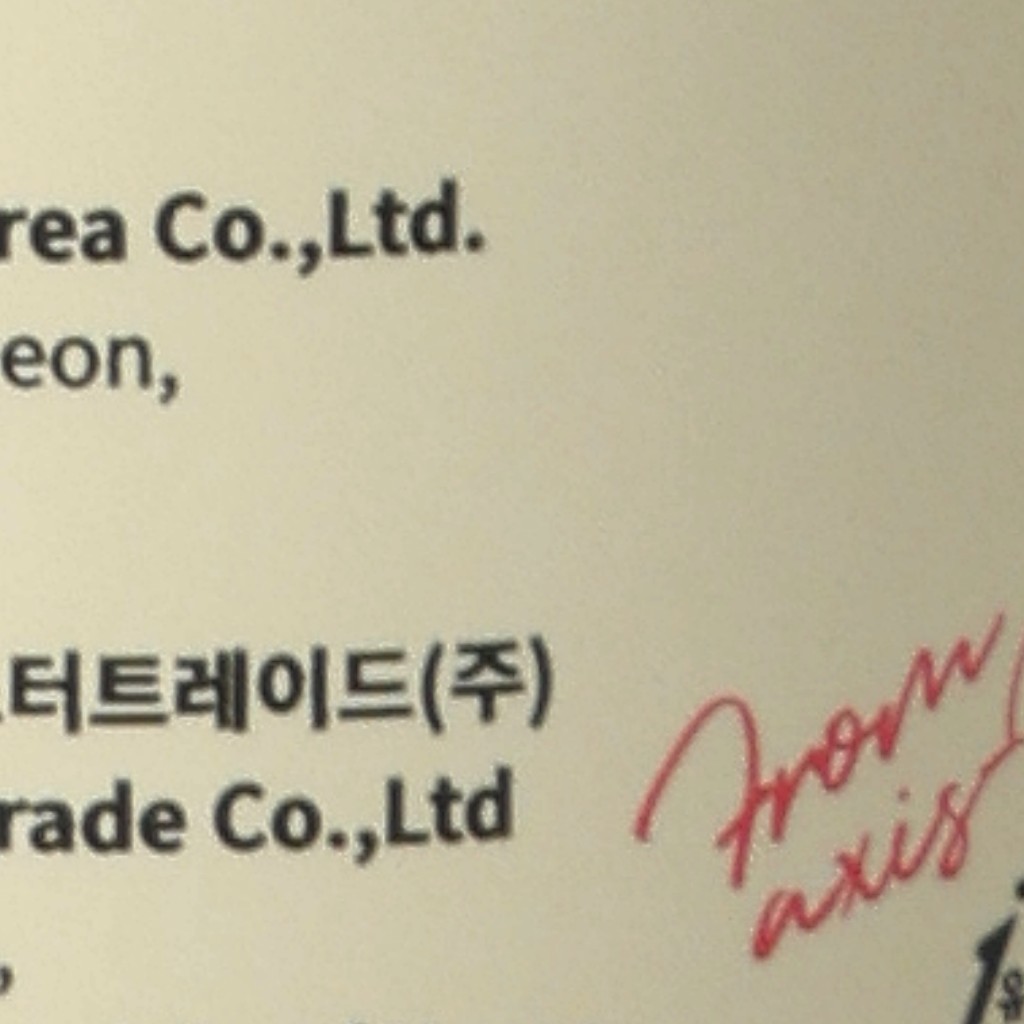 rea Co.,Ltd.
eon,
터트레이드(주)
rade Co.,Ltd
,
from
axis